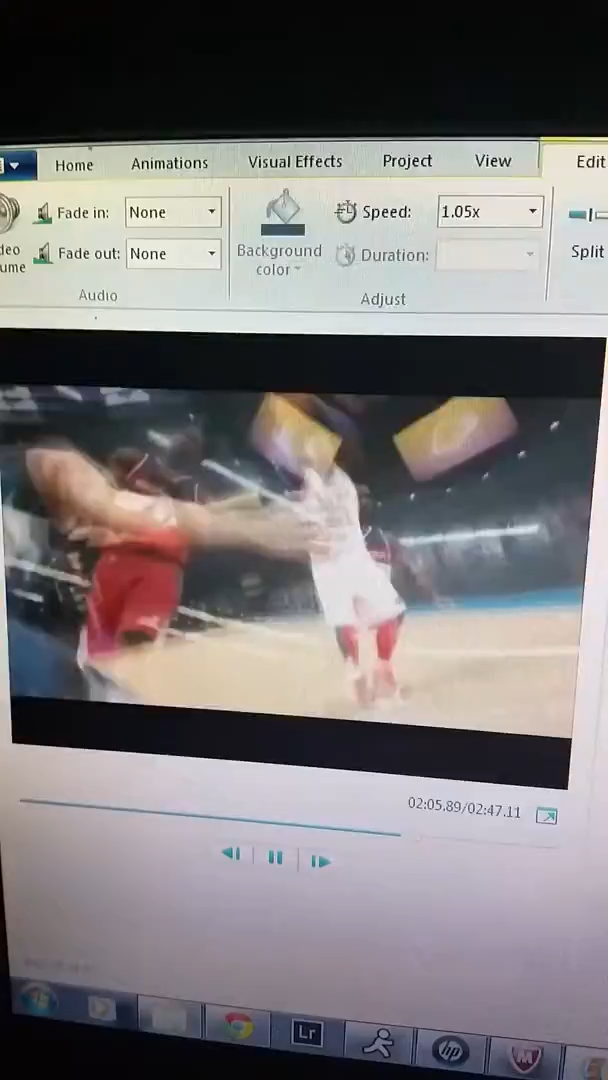 Home Animations Visual Effects Project View Edit
Fade in: None Speed: 1.05x
Fade out: None Background color Duration: Split
Audio Adjust
02:05.89/02:47.11
Lr
hp